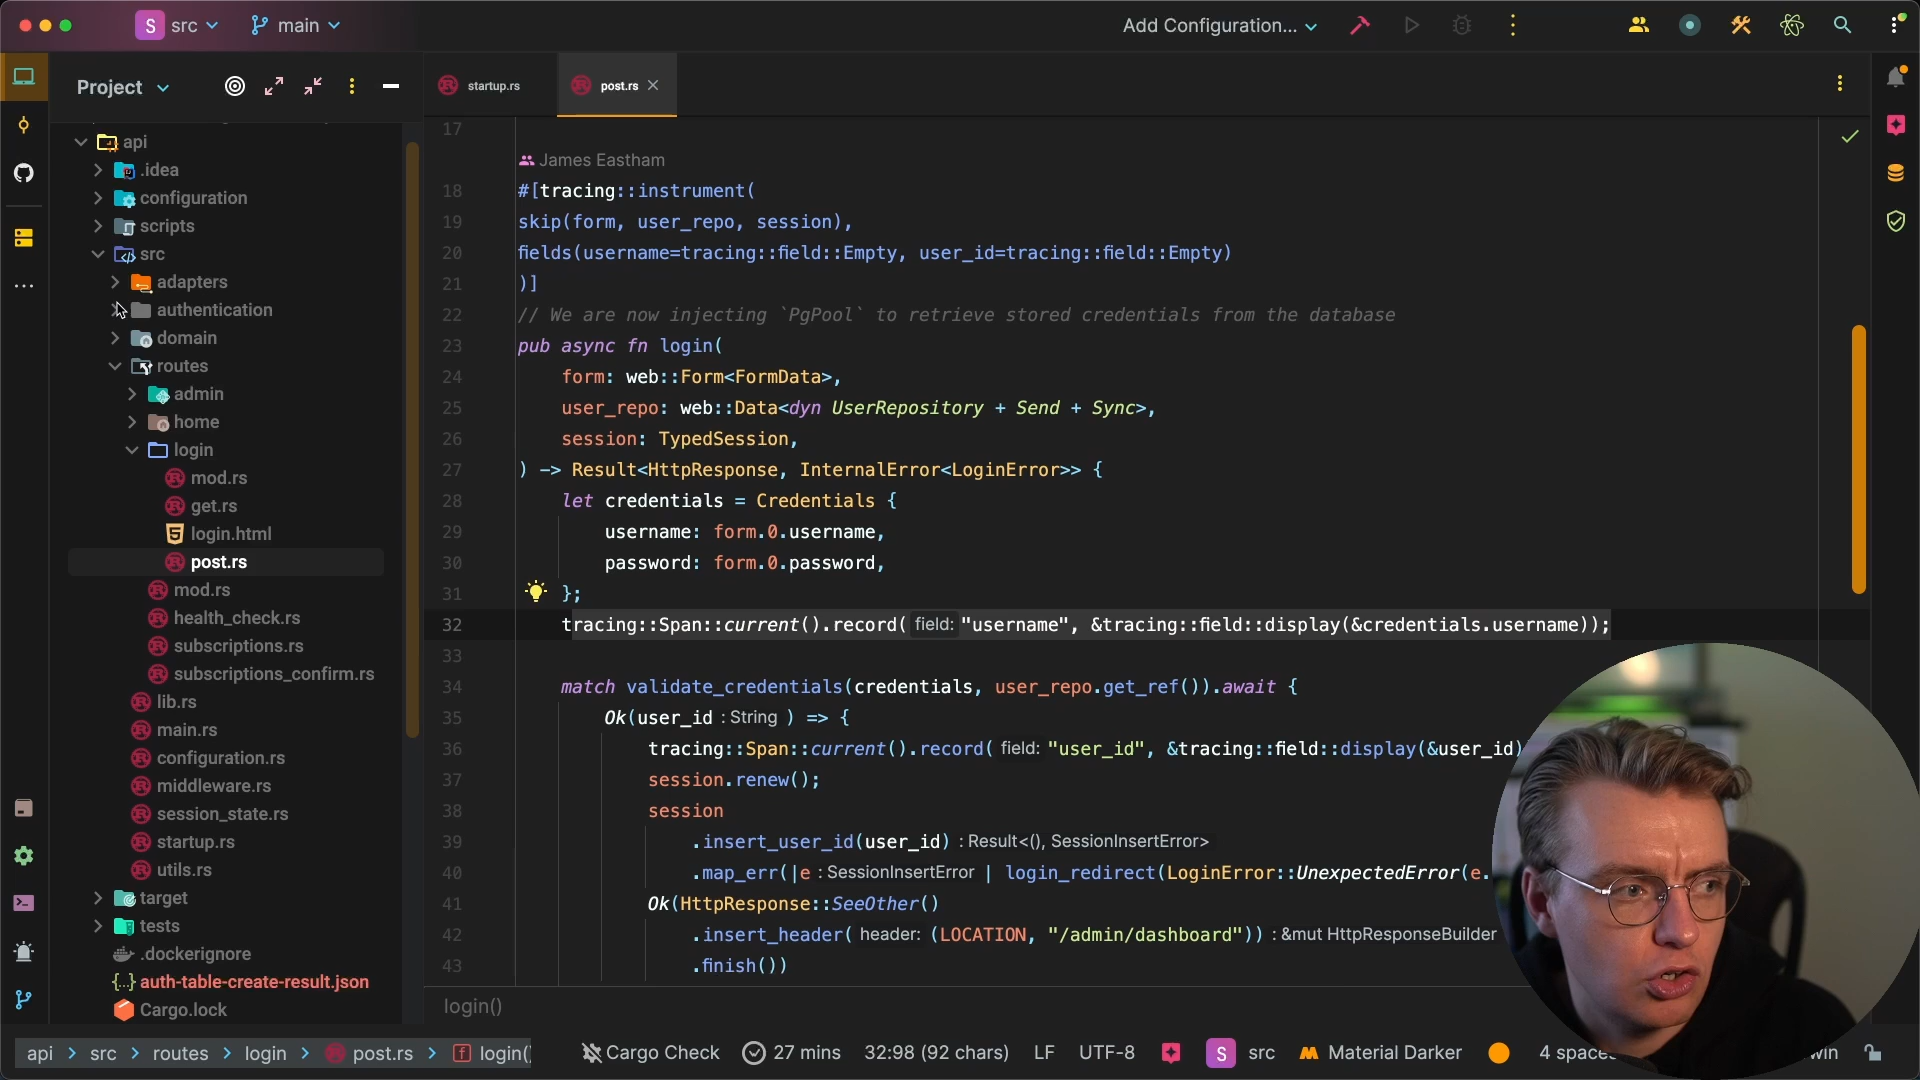 S src main Add Configuration...
Project
startup.rs
post.rs
api
.idea
configuration
scripts
src
adapters
authentication
domain
routes
admin
home
login
mod.rs
get.rs
login.html
post.rs
mod.rs
health_check.rs
subscriptions.rs
subscriptions_confirm.rs
lib.rs
main.rs
configuration.rs
middleware.rs
session_state.rs
startup.rs
utils.rs
target
tests
.dockerignore
auth-table-create-result.json
Cargo.lock
17
James Eastham
18 #[tracing::instrument(
19 skip(form, user_repo, session),
20 fields(username=tracing::field::Empty, user_id=tracing::field::Empty)
21 )]
22 // We are now injecting `PgPool` to retrieve stored credentials from the database
23 pub async fn login(
24 form: web::Form<FormData>,
25 user_repo: web::Data<dyn UserRepository + Send + Sync>,
26 session: TypedSession,
27 ) -> Result<HttpResponse, InternalError<LoginError>> {
28 let credentials = Credentials {
29 username: form.0.username,
30 password: form.0.password,
31 };
32 tracing::Span::current().record( field: "username", &tracing::field::display(&credentials.username));
33
34 match validate_credentials(credentials, user_repo.get_ref()).await {
35 Ok(user_id : String ) => {
36 tracing::Span::current().record( field: "user_id", &tracing::field::display(&user_id)
37 session.renew();
38 session
39 .insert_user_id(user_id) : Result<(), SessionInsertError>
40 .map_err(|e : SessionInsertError | login_redirect(LoginError::UnexpectedError(e.
41 Ok(HttpResponse::SeeOther()
42 .insert_header( header: (LOCATION, "/admin/dashboard")) : &mut HttpResponseBuilder
43 .finish())
login()
api > src > routes > login > post.rs > login( Cargo Check 27 mins 32:98 (92 chars) LF UTF-8 S src Material Darker 4 spaces